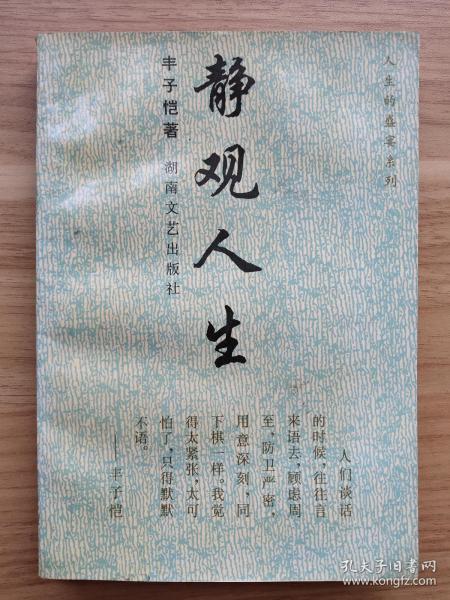 人生的盛宴系列
静观人生
丰子恺著 湖南文艺出版社
人们谈话
的时候，往往言
来语去，顾虑周
至，防卫严密，
用意深刻，同
下棋一样。我觉
得太紧张，太可
怕了，只得默默
不语。
——丰子恺
孔夫子旧书网
kongfz.com